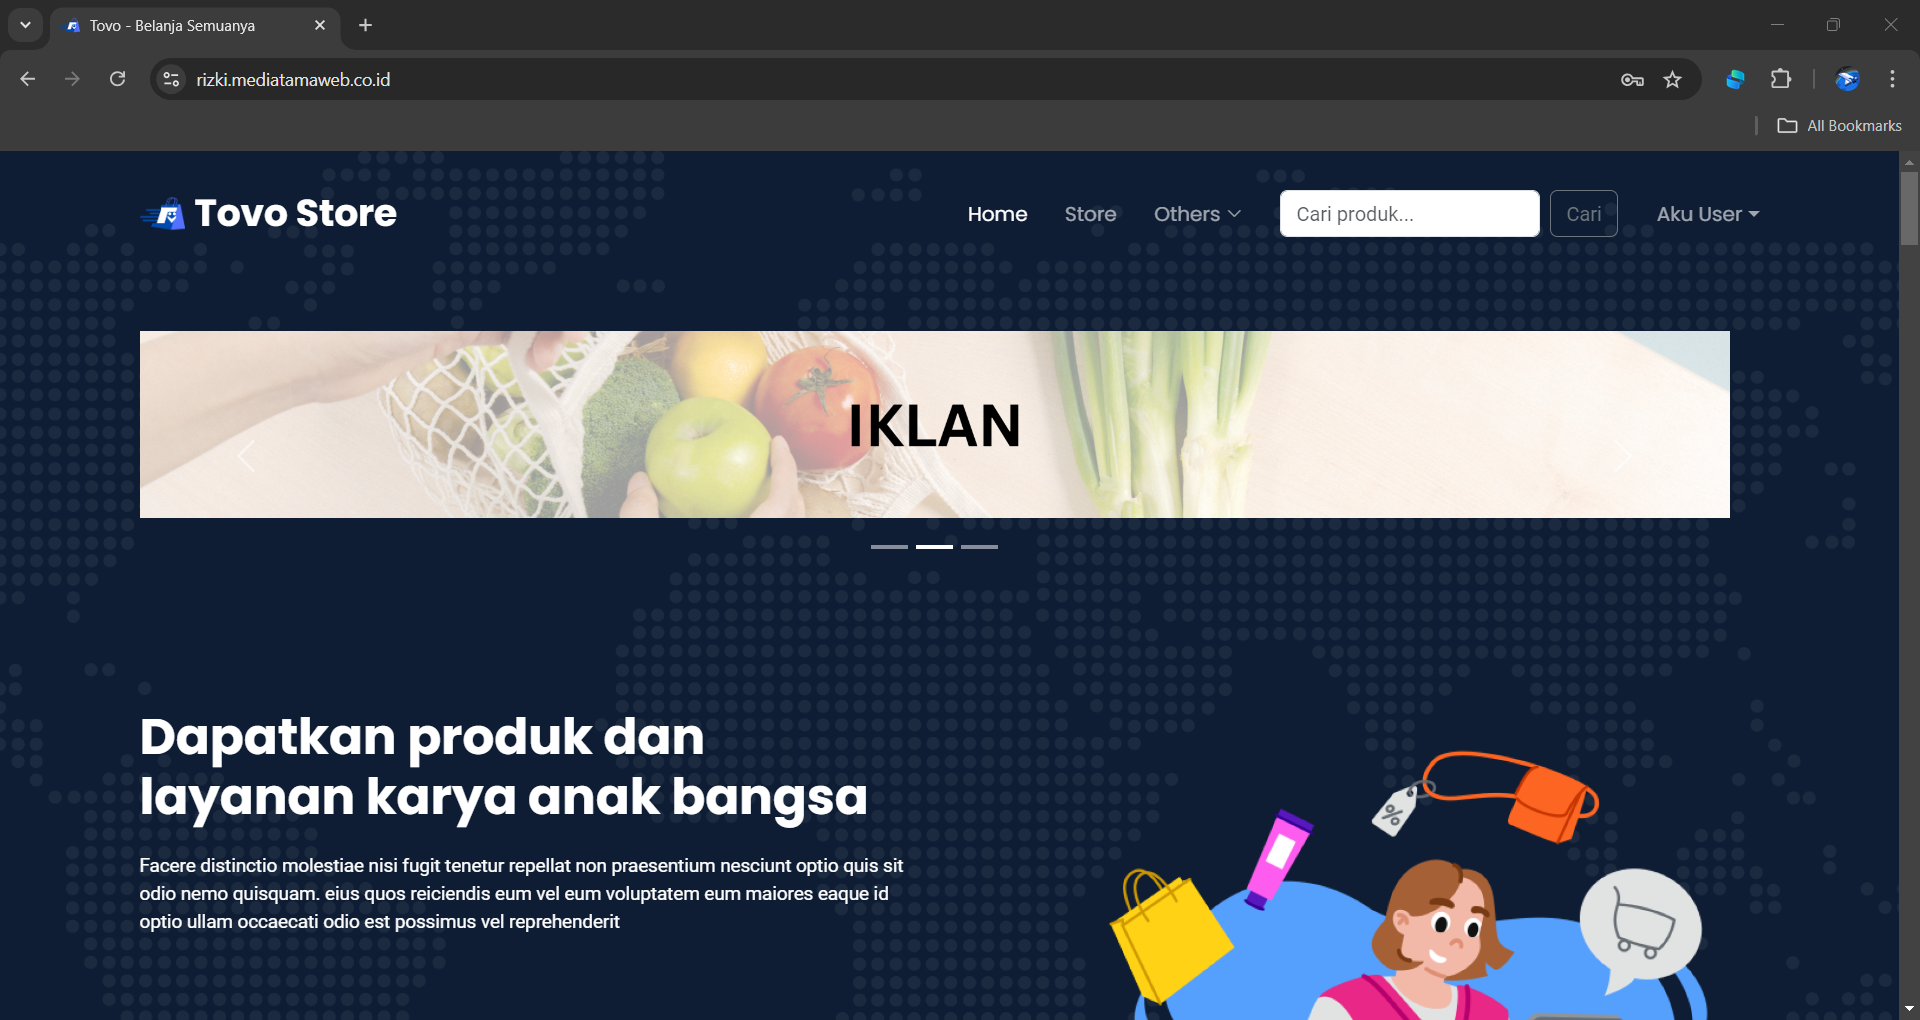 Tovo - Belanja Semuanya
rizki.mediatamaweb.co.id
All Bookmarks
Tovo Store
Home
Store
Others
Cari produk...
Cari
Aku User
IKLAN
Dapatkan produk dan
layanan karya anak bangsa
Facere distinctio molestiae nisi fugit tenetur repellat non praesentium nesciunt optio quis sit
odio nemo quisquam. eius quos reiciendis eum vel eum voluptatem eum maiores eaque id
optio ullam occaecati odio est possimus vel reprehenderit
%